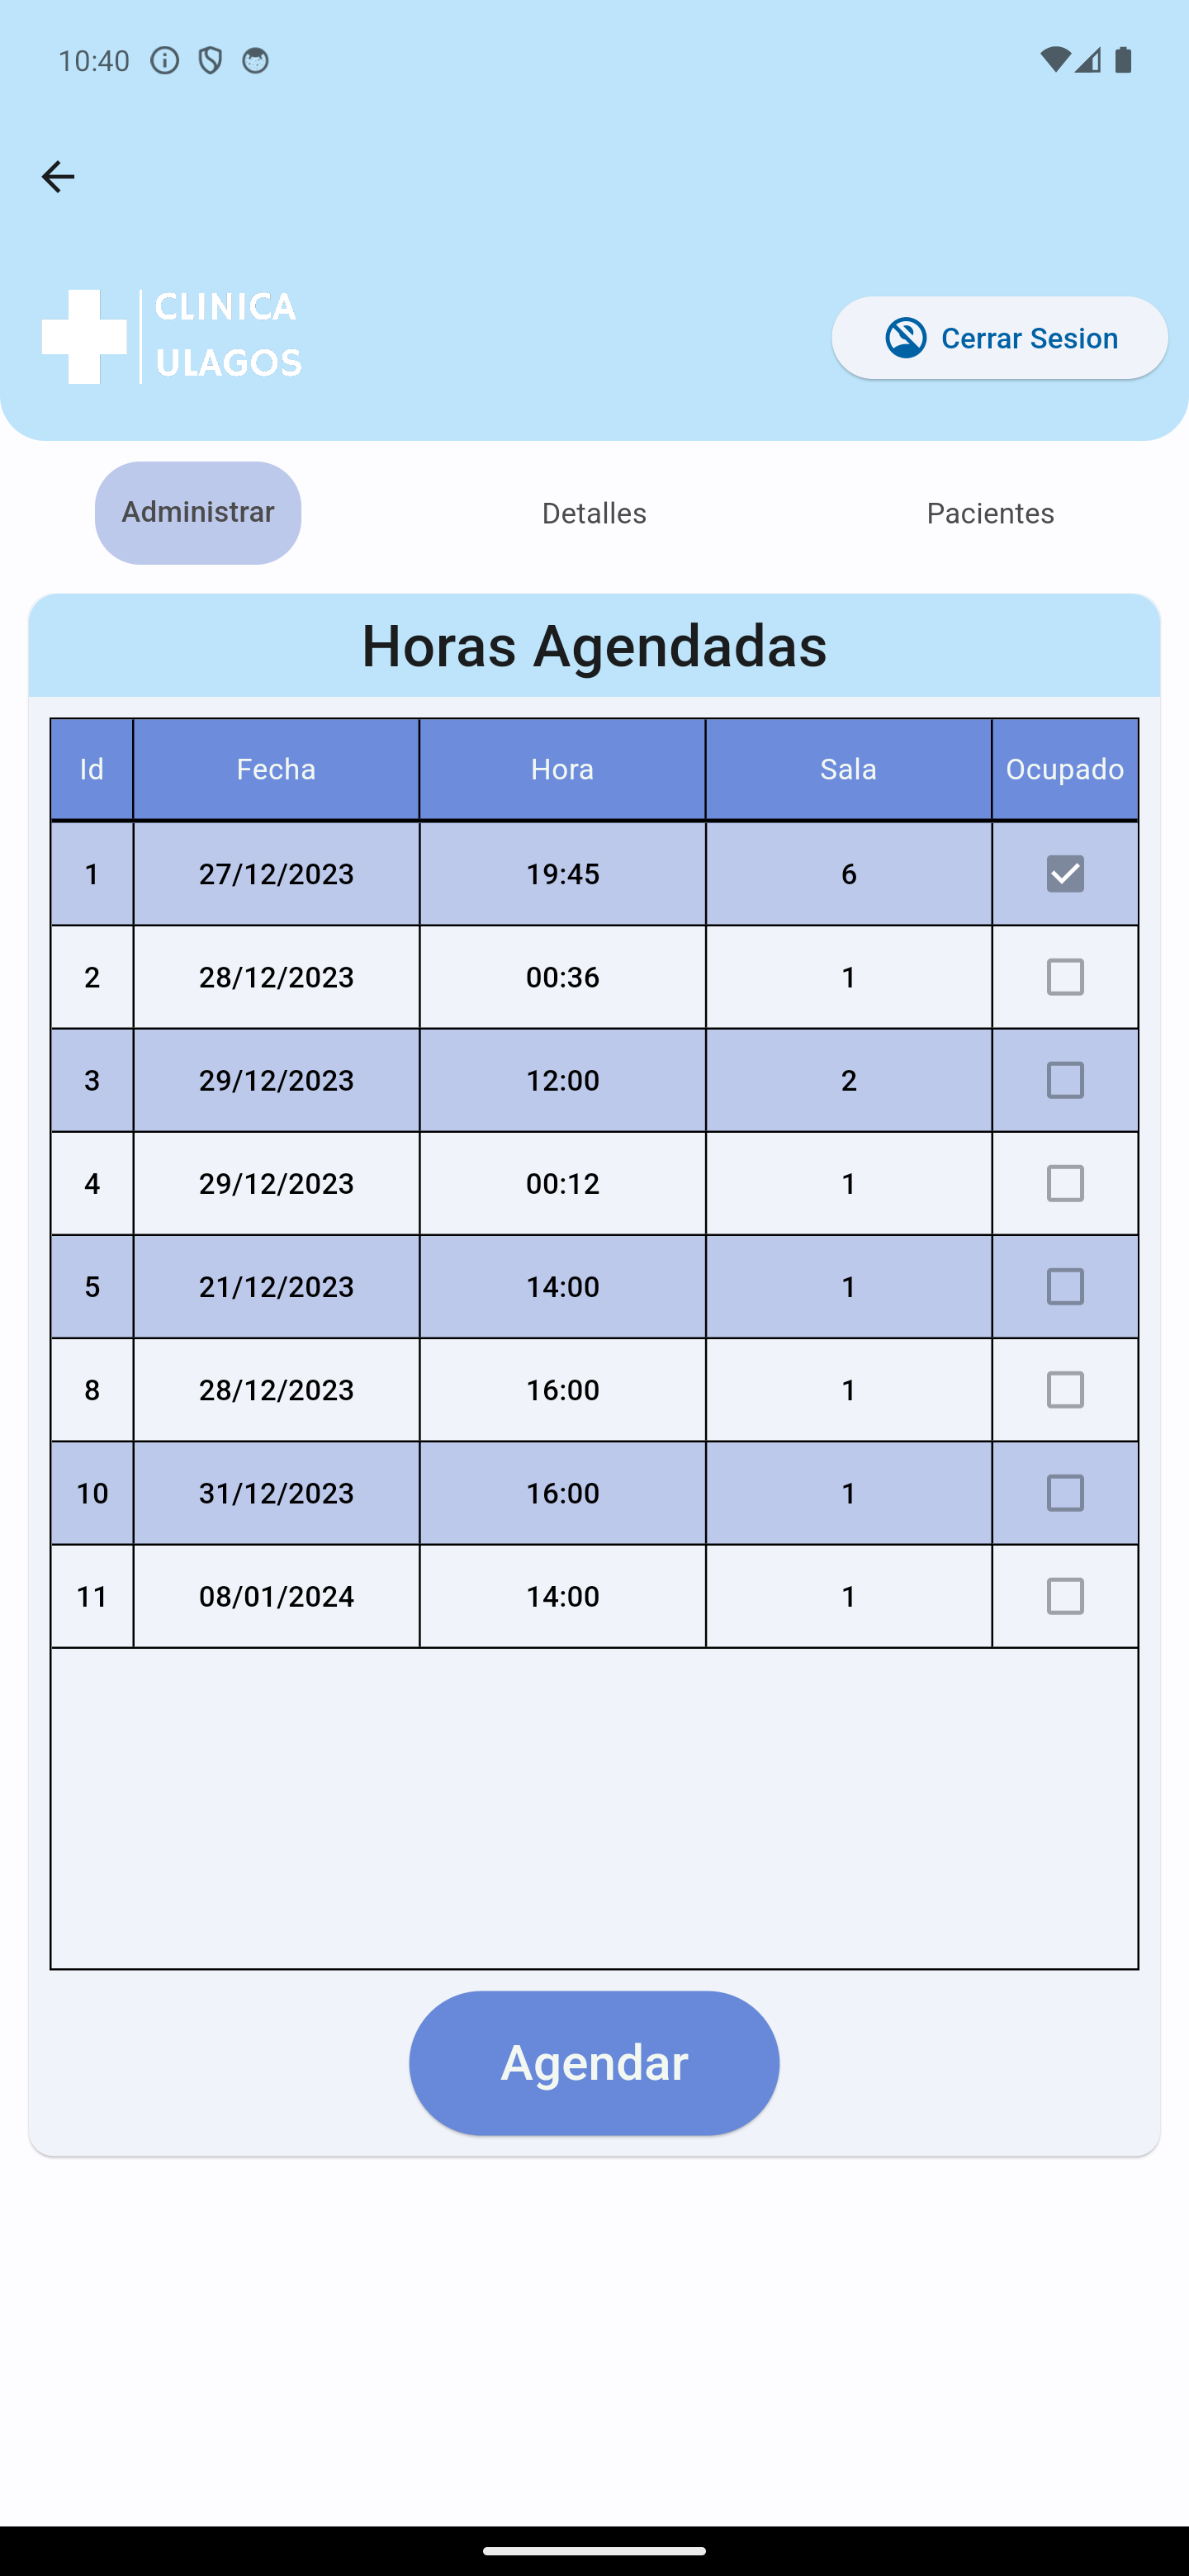 10:40
CLINICA
ULAGOS
Cerrar Sesion
Administrar Detalles Pacientes
Horas Agendadas
Id Fecha Hora Sala Ocupado
1 27/12/2023 19:45 6
2 28/12/2023 00:36 1
3 29/12/2023 12:00 2
4 29/12/2023 00:12 1
5 21/12/2023 14:00 1
8 28/12/2023 16:00 1
10 31/12/2023 16:00 1
11 08/01/2024 14:00 1
Agendar